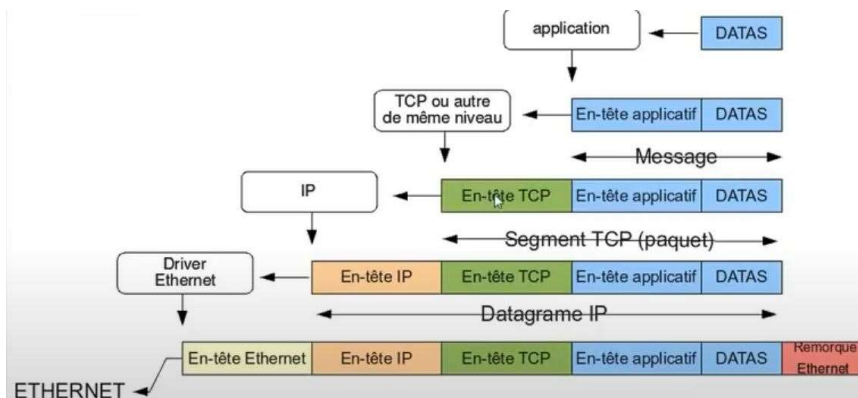 application
DATAS
TCP ou autre
de même niveau
En-tête applicatif DATAS
Message
IP
En-tête TCP En-tête applicatif DATAS
Segment TCP (paquet)
Driver
Ethernet
En-tête IP En-tête TCP En-tête applicatif DATAS
Datagrame IP
En-tête Ethernet En-tête IP En-tête TCP En-tête applicatif DATAS Remorque
Ethernet
ETHERNET